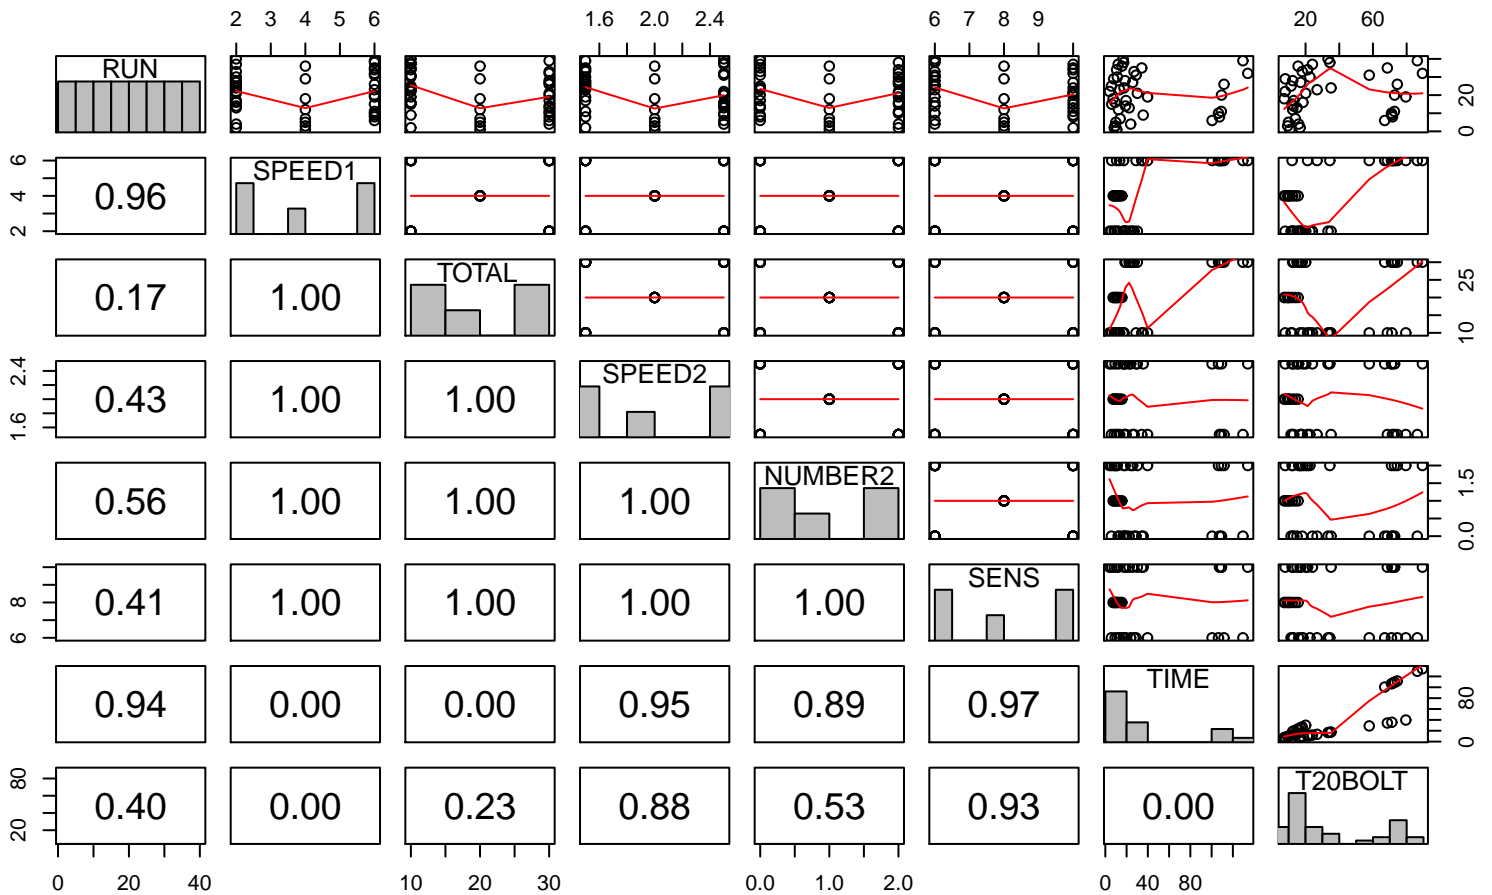 2 3 4 5 6 1.6 2.0 2.4 6 7 8 9 20 60
RUN
0 20
2 4 6
0.96
SPEED1
0.17 1.00
TOTAL
10 25
1.6 2.4
0.43 1.00 1.00
SPEED2
0.56 1.00 1.00 1.00
NUMBER2
0.0 1.5
6 8
0.41 1.00 1.00 1.00 1.00
SENS
0.94 0.00 0.00 0.95 0.89 0.97
TIME
0 80
20 80
0.40 0.00 0.23 0.88 0.53 0.93 0.00
T20BOLT
0 20 40 10 20 30 0.0 1.0 2.0 0 40 80